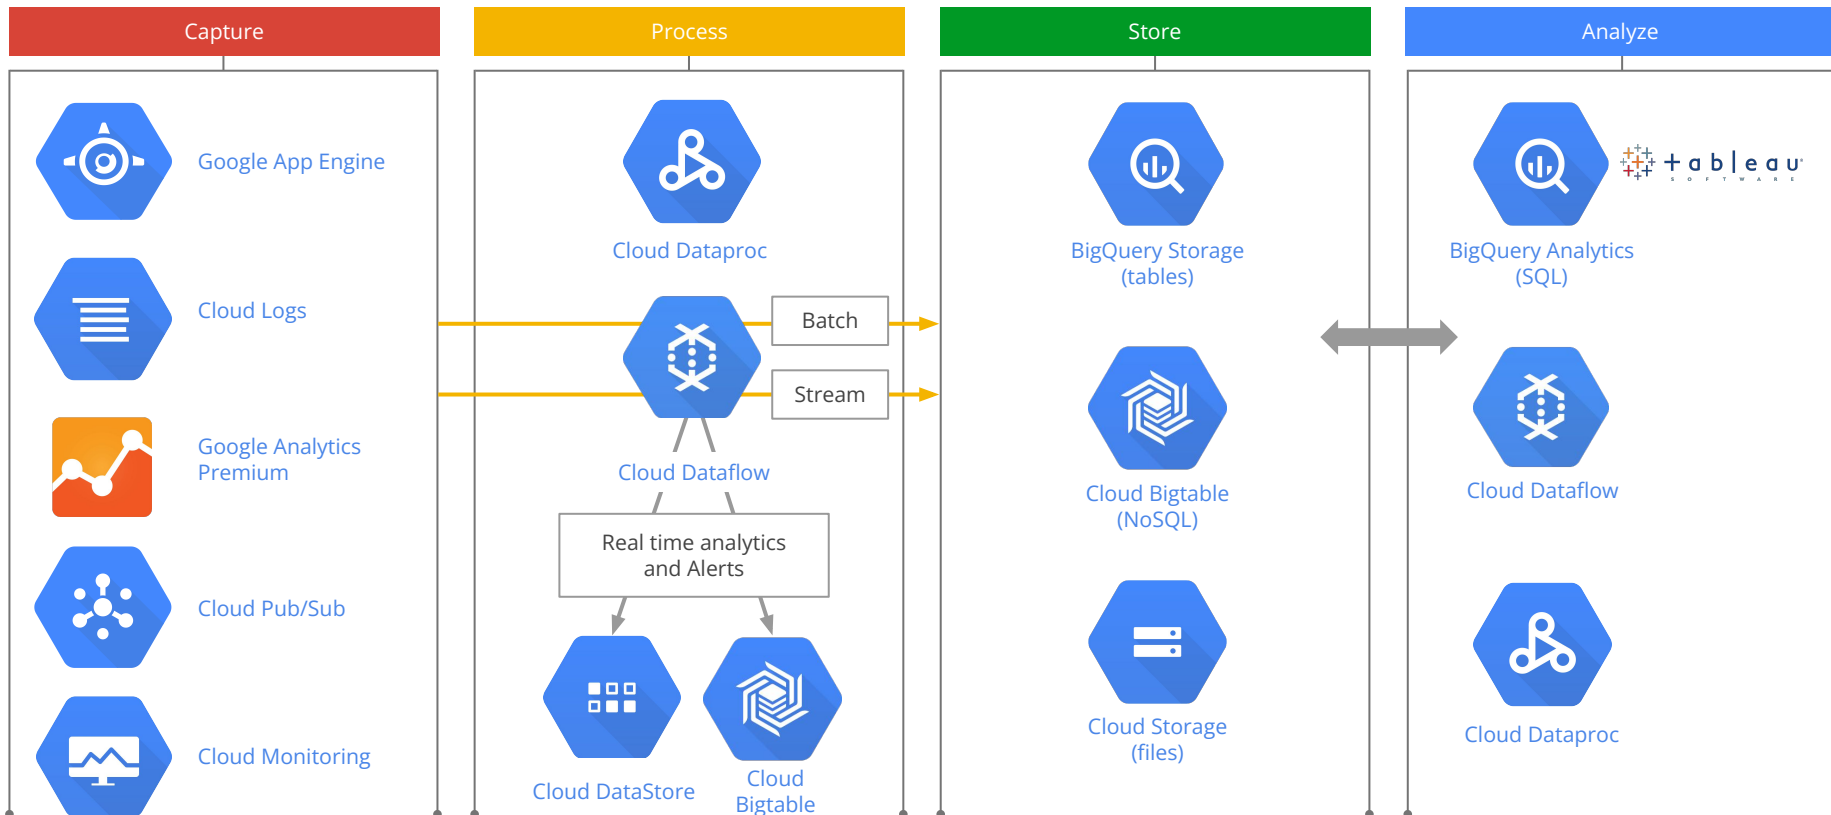 Capture
Google App Engine
Cloud Logs
Google Analytics
Premium
Cloud Pub/Sub
Cloud Monitoring
Process
Cloud Dataproc
Batch
Stream
Cloud Dataflow
Real time analytics
and Alerts
Cloud DataStore
Cloud
Bigtable
Store
BigQuery Storage
(tables)
Cloud Bigtable
(NoSQL)
Cloud Storage
(files)
Analyze
tableau
SOFTWARE
BigQuery Analytics
(SQL)
Cloud Dataflow
Cloud Dataproc